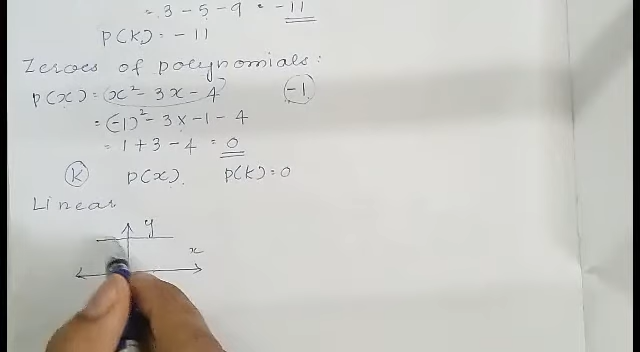 = 3 - 5 - 9 = -11
P(K) = -11
Zeroes of polynomials:
P(x) = x² - 3x - 4 (-1)
= (-1)² - 3 x - 1 - 4
= 1 + 3 - 4 = 0
K P(x). P(K) = 0
Linear
y
x